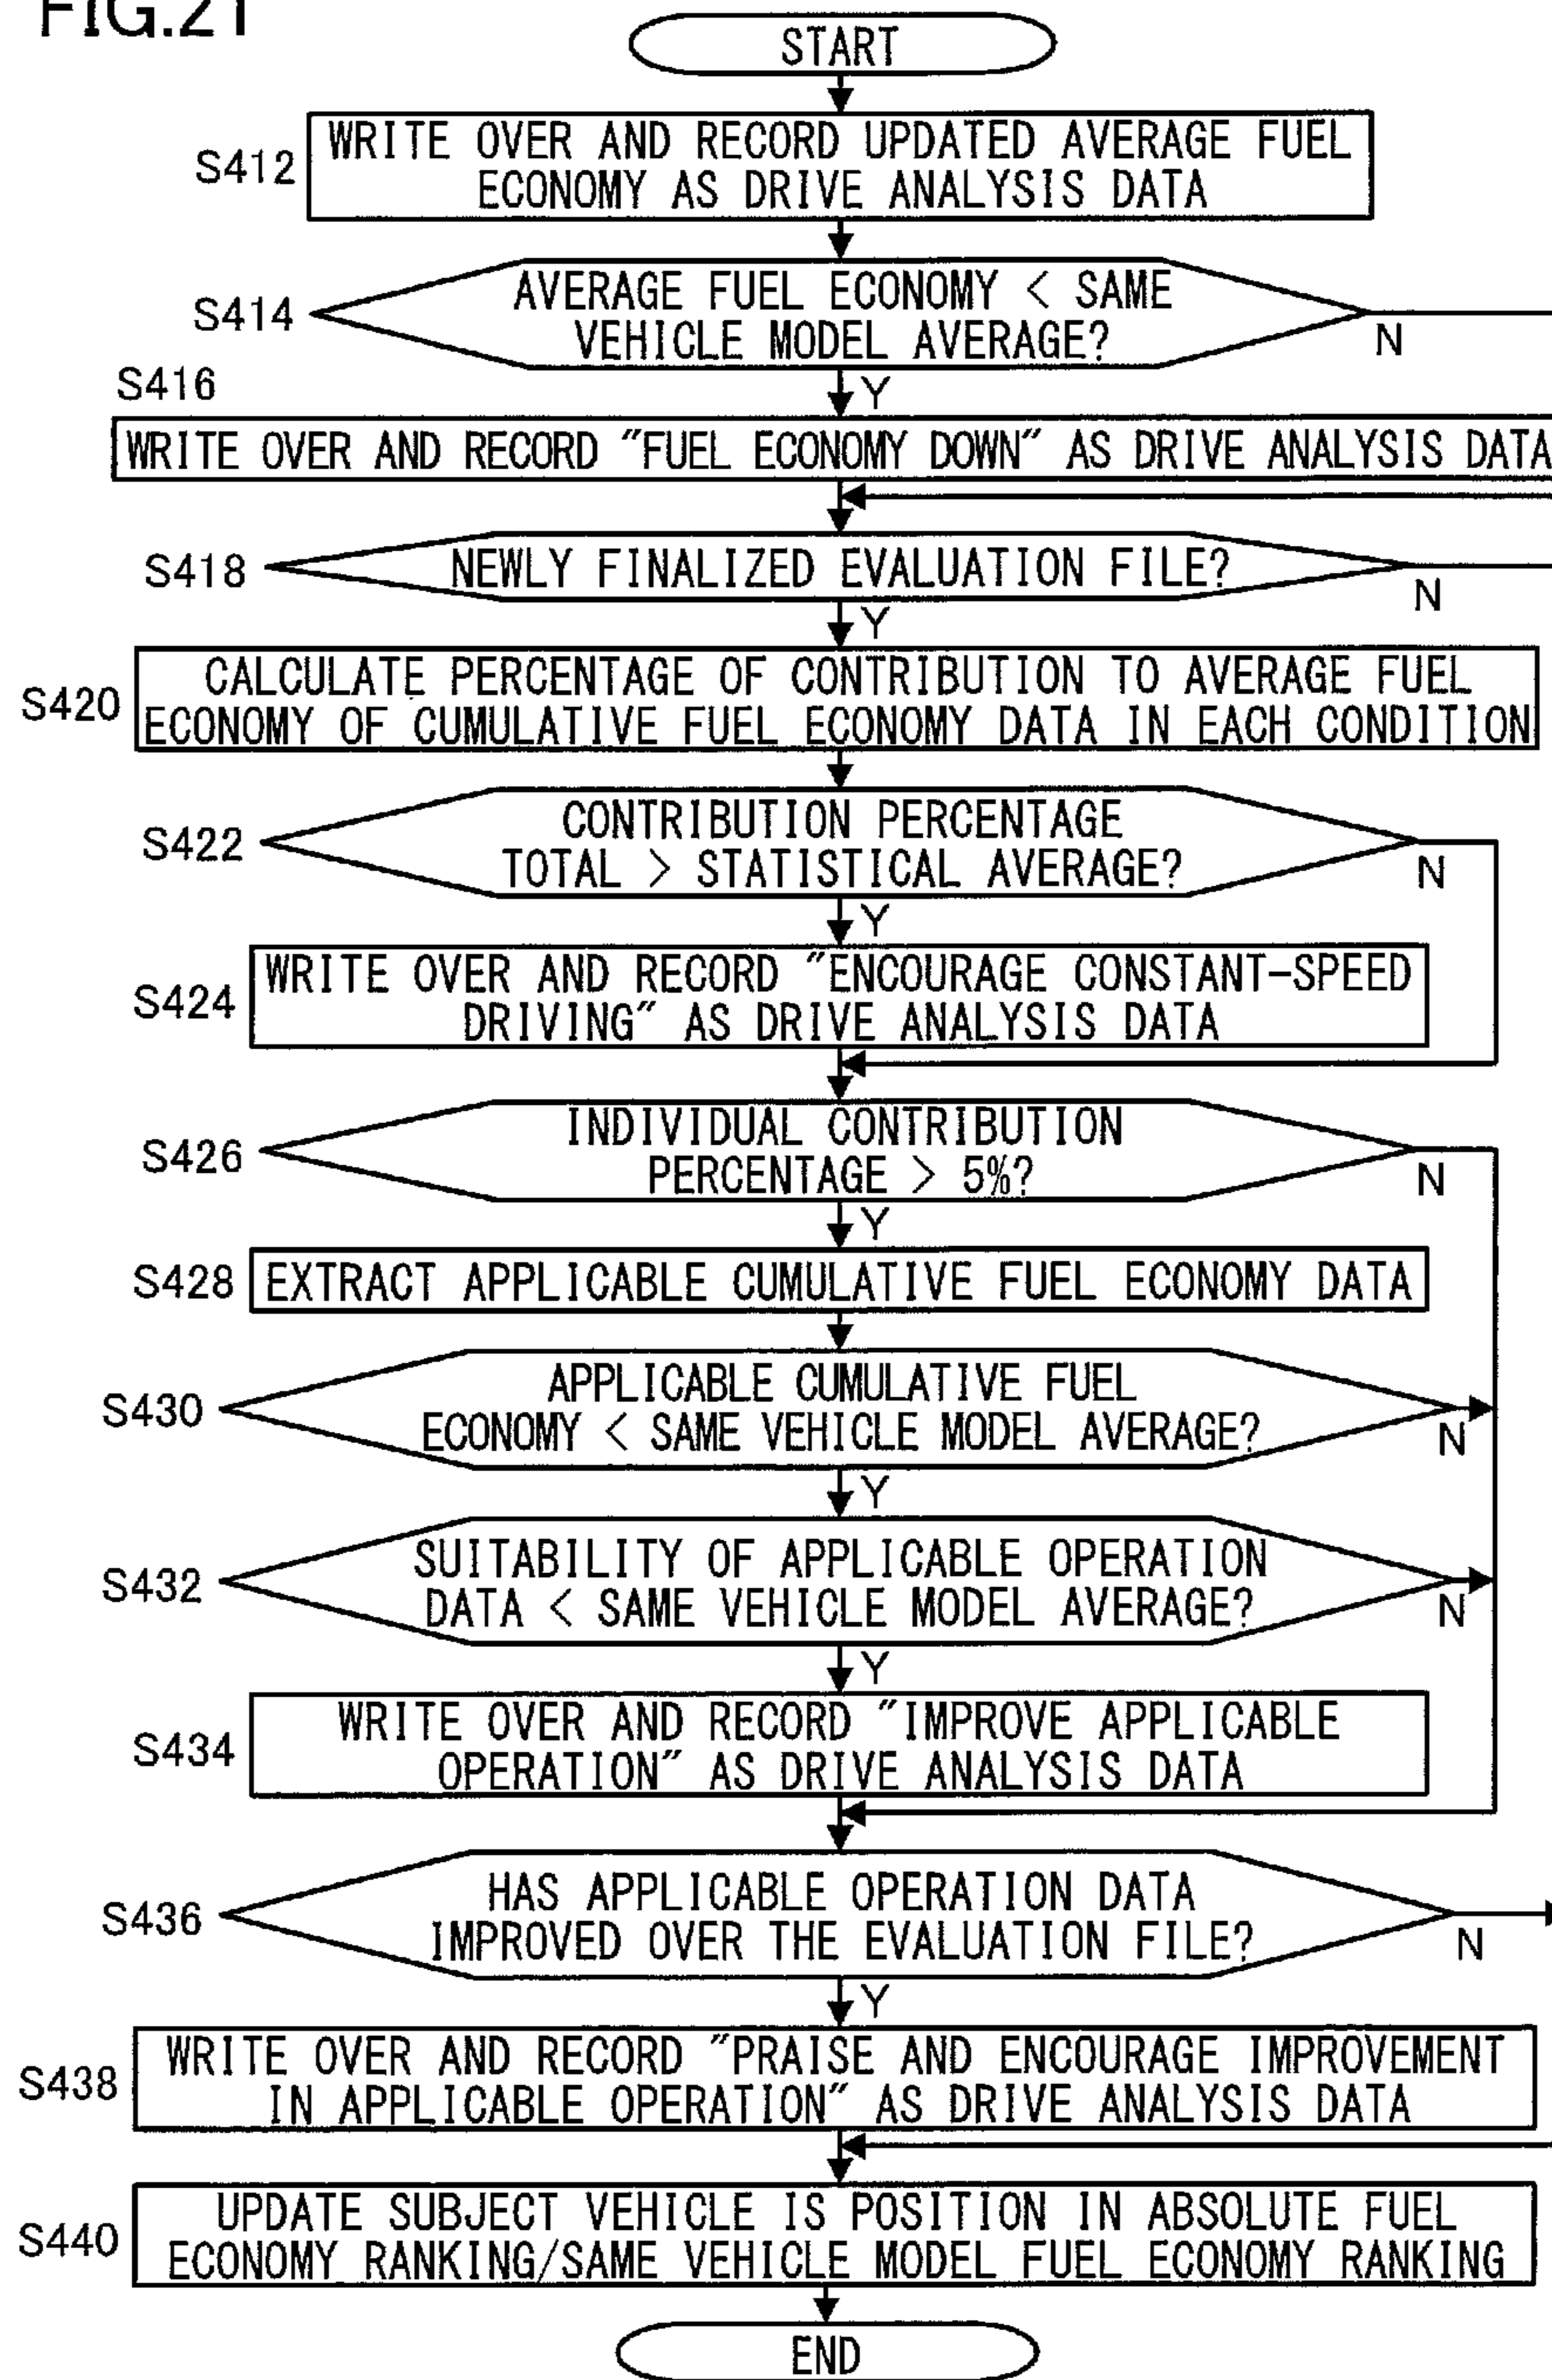 FIG.21
START
S412
WRITE OVER AND RECORD UPDATED AVERAGE FUEL
ECONOMY AS DRIVE ANALYSIS DATA
S414
AVERAGE FUEL ECONOMY < SAME
VEHICLE MODEL AVERAGE?
N
Y
S416
WRITE OVER AND RECORD "FUEL ECONOMY DOWN" AS DRIVE ANALYSIS DATA
S418
NEWLY FINALIZED EVALUATION FILE?
N
Y
S420
CALCULATE PERCENTAGE OF CONTRIBUTION TO AVERAGE FUEL
ECONOMY OF CUMULATIVE FUEL ECONOMY DATA IN EACH CONDITION
S422
CONTRIBUTION PERCENTAGE
TOTAL > STATISTICAL AVERAGE?
N
Y
S424
WRITE OVER AND RECORD "ENCOURAGE CONSTANT-SPEED
DRIVING" AS DRIVE ANALYSIS DATA
S426
INDIVIDUAL CONTRIBUTION
PERCENTAGE > 5%?
N
Y
S428
EXTRACT APPLICABLE CUMULATIVE FUEL ECONOMY DATA
S430
APPLICABLE CUMULATIVE FUEL
ECONOMY < SAME VEHICLE MODEL AVERAGE?
N
Y
S432
SUITABILITY OF APPLICABLE OPERATION
DATA < SAME VEHICLE MODEL AVERAGE?
N
Y
S434
WRITE OVER AND RECORD "IMPROVE APPLICABLE
OPERATION" AS DRIVE ANALYSIS DATA
S436
HAS APPLICABLE OPERATION DATA
IMPROVED OVER THE EVALUATION FILE?
N
Y
S438
WRITE OVER AND RECORD "PRAISE AND ENCOURAGE IMPROVEMENT
IN APPLICABLE OPERATION" AS DRIVE ANALYSIS DATA
S440
UPDATE SUBJECT VEHICLE IS POSITION IN ABSOLUTE FUEL
ECONOMY RANKING/SAME VEHICLE MODEL FUEL ECONOMY RANKING
END